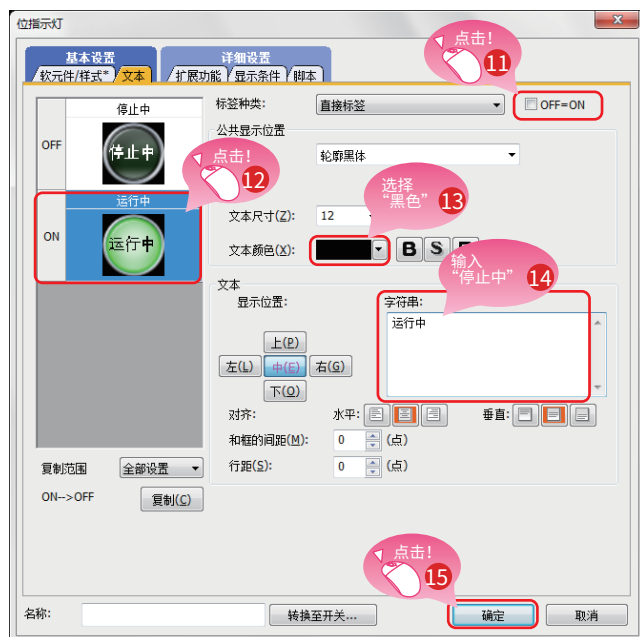 位指示灯
基本设置
详细设置
软元件/样式* 文本 扩展功能 显示条件 脚本
点击!
11
停止中
OFF
停止中
运行中
ON
运行中
点击!
12
标签种类: 直接标签
OFF=ON
公共显示位置
轮廓黑体
选择
“黑色”
13
文本尺寸(Z): 12
文本颜色(X):
B S
输入
“停止中”
14
文本
显示位置:
字符串:
运行中
上(P)
左(L) 中(E) 右(G)
下(O)
对齐: 水平: 垂直:
和框的间距(M): 0 (点)
行距(S): 0 (点)
复制范围 全部设置
ON-->OFF 复制(C)
点击!
15
名称: 转换至开关... 确定 取消